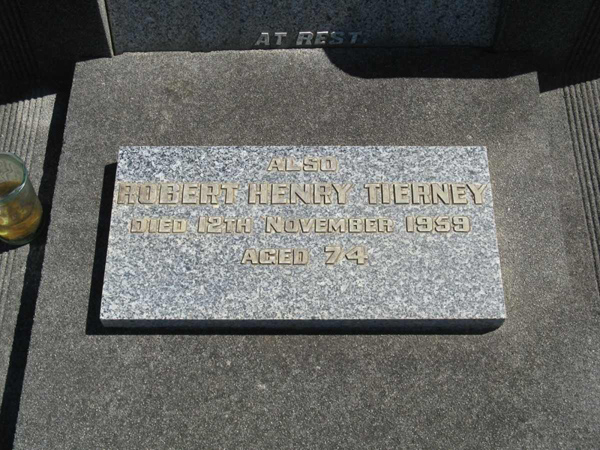 AT REST.
ALSO
ROBERT HENRY TIERNEY
DIED 12TH NOVEMBER 1959
AGED 74